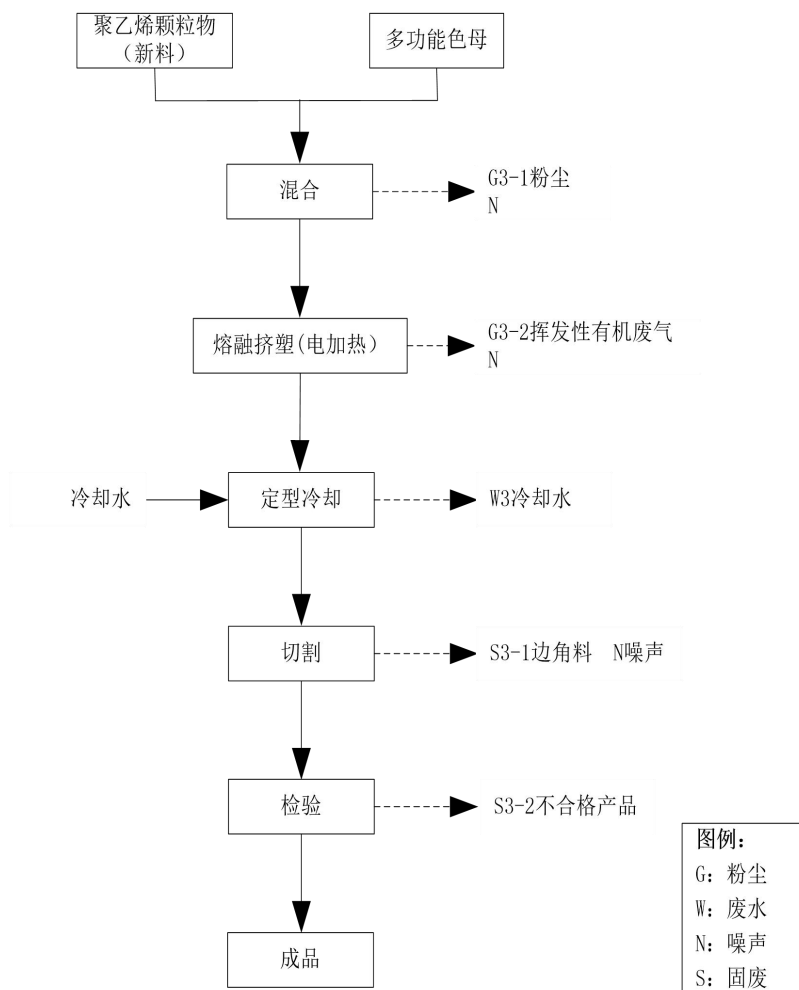 聚乙烯颗粒物
（新料）
多功能色母
混合
G3-1粉尘
N
熔融挤塑(电加热）
G3-2挥发性有机废气
N
冷却水
定型冷却
W3冷却水
切割
S3-1边角料 N噪声
检验
S3-2不合格产品
成品
图例：
G：粉尘
W：废水
N：噪声
S：固废